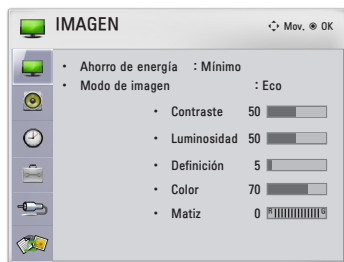 IMAGEN Mov. OK
• Ahorro de energía : Mínimo
• Modo de imagen : Eco
• Contraste 50
• Luminosidad 50
• Definición 5
• Color 70
• Matiz 0 R G